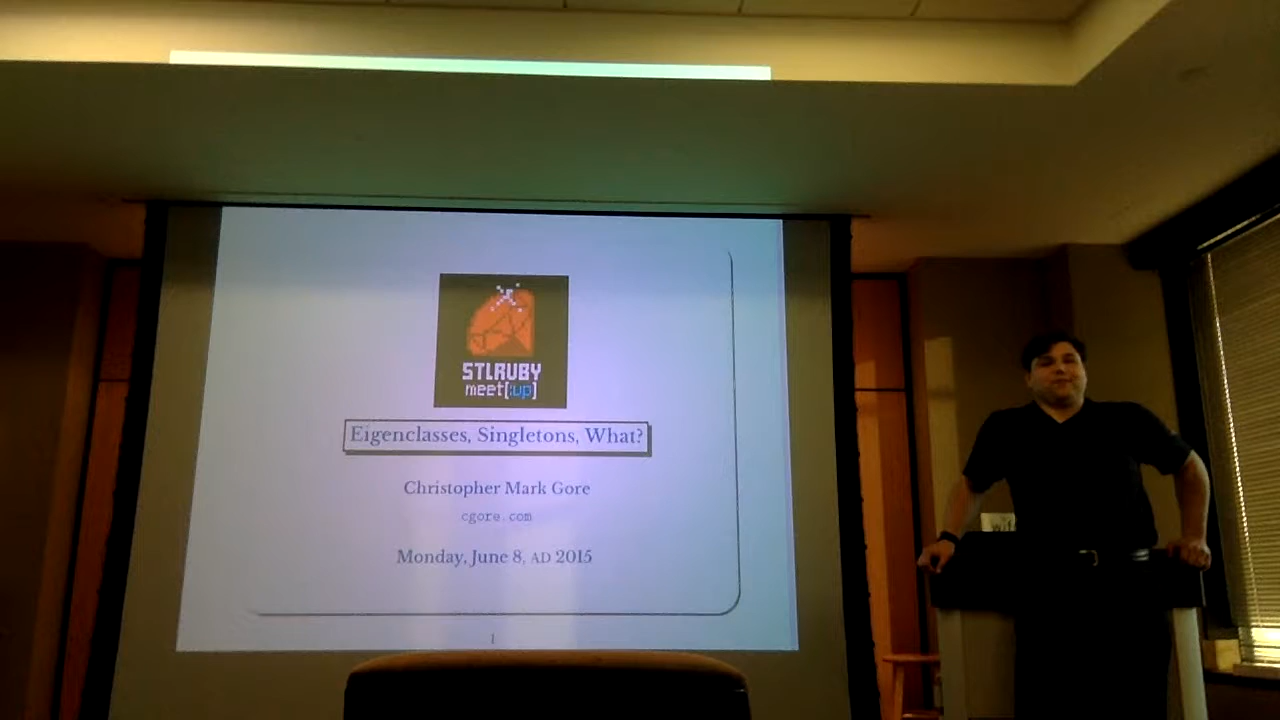 STLRUBY
meet[:up]
Eigenclasses, Singletons, What?
Christopher Mark Gore
cgore.com
Monday, June 8, AD 2015
1